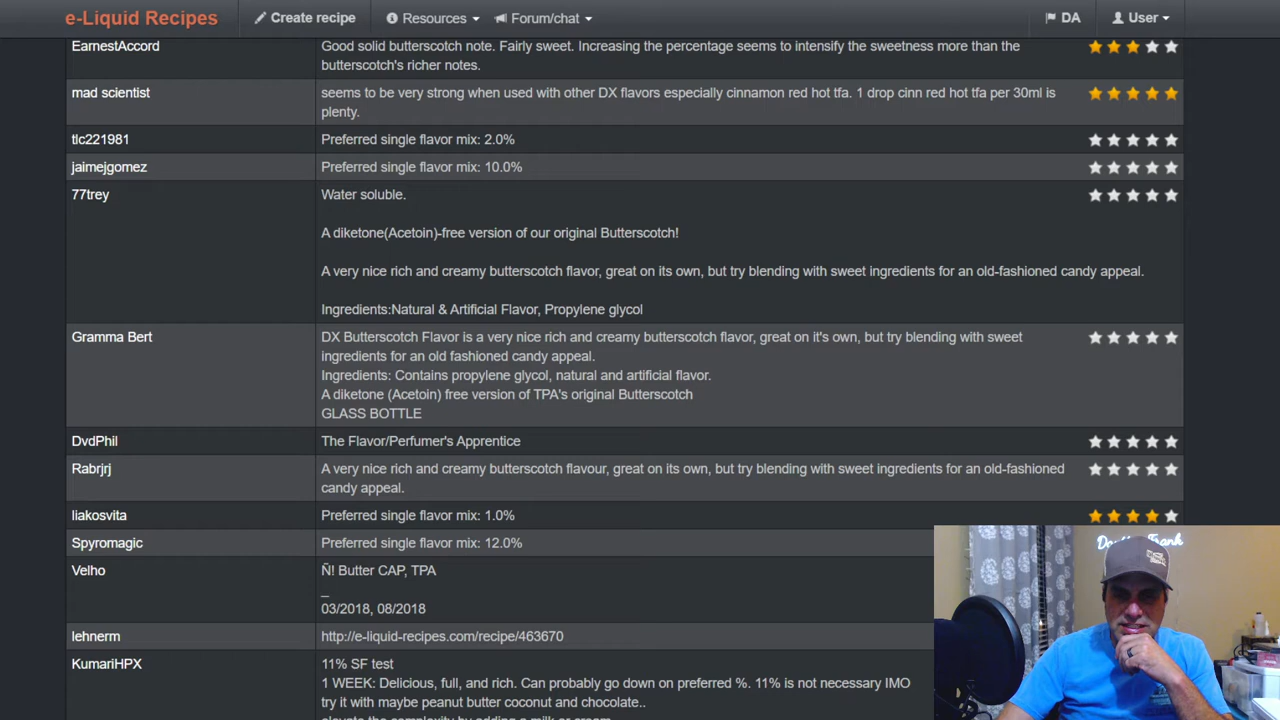 e-Liquid Recipes Create recipe Resources Forum/chat DA User
EarnestAccord Good solid butterscotch note. Fairly sweet. Increasing the percentage seems to intensify the sweetness more than the
butterscotch's richer notes.
mad scientist seems to be very strong when used with other DX flavors especially cinnamon red hot tfa. 1 drop cinn red hot tfa per 30ml is
plenty.
tlc221981 Preferred single flavor mix: 2.0%
jaimejgomez Preferred single flavor mix: 10.0%
77trey Water soluble.
A diketone(Acetoin)-free version of our original Butterscotch!
A very nice rich and creamy butterscotch flavor, great on its own, but try blending with sweet ingredients for an old-fashioned candy appeal.
Ingredients:Natural & Artificial Flavor, Propylene glycol
Gramma Bert DX Butterscotch Flavor is a very nice rich and creamy butterscotch flavor, great on it's own, but try blending with sweet
ingredients for an old fashioned candy appeal.
Ingredients: Contains propylene glycol, natural and artificial flavor.
A diketone (Acetoin) free version of TPA's original Butterscotch
GLASS BOTTLE
DvdPhil The Flavor/Perfumer's Apprentice
Rabrjrj A very nice rich and creamy butterscotch flavour, great on its own, but try blending with sweet ingredients for an old-fashioned
candy appeal.
liakosvita Preferred single flavor mix: 1.0%
Spyromagic Preferred single flavor mix: 12.0%
Velho Ñ! Butter CAP, TPA
_
03/2018, 08/2018
lehnerm http://e-liquid-recipes.com/recipe/463670
KumariHPX 11% SF test
1 WEEK: Delicious, full, and rich. Can probably go down on preferred %. 11% is not necessary IMO
try it with maybe peanut butter coconut and chocolate..
elevate the complexity by adding a milk or cream